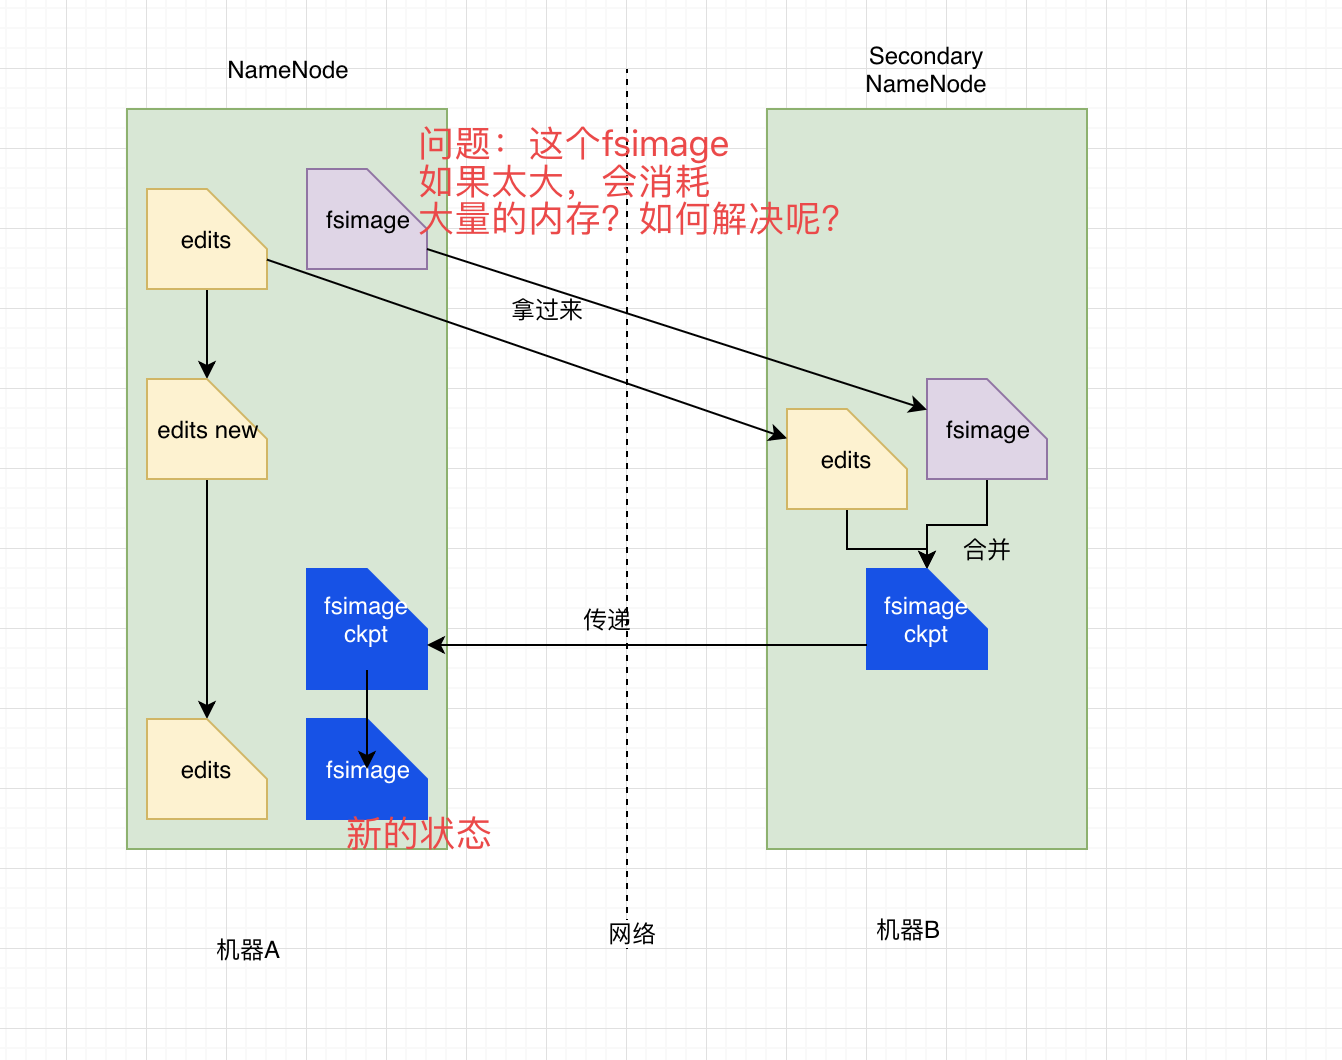 NameNode
Secondary
NameNode
问题：这个fsimage
如果太大，会消耗
大量的内存？如何解决呢？
edits
fsimage
拿过来
edits new
edits
fsimage
合并
fsimage
ckpt
传递
fsimage
ckpt
edits
fsimage
新的状态
机器A
网络
机器B